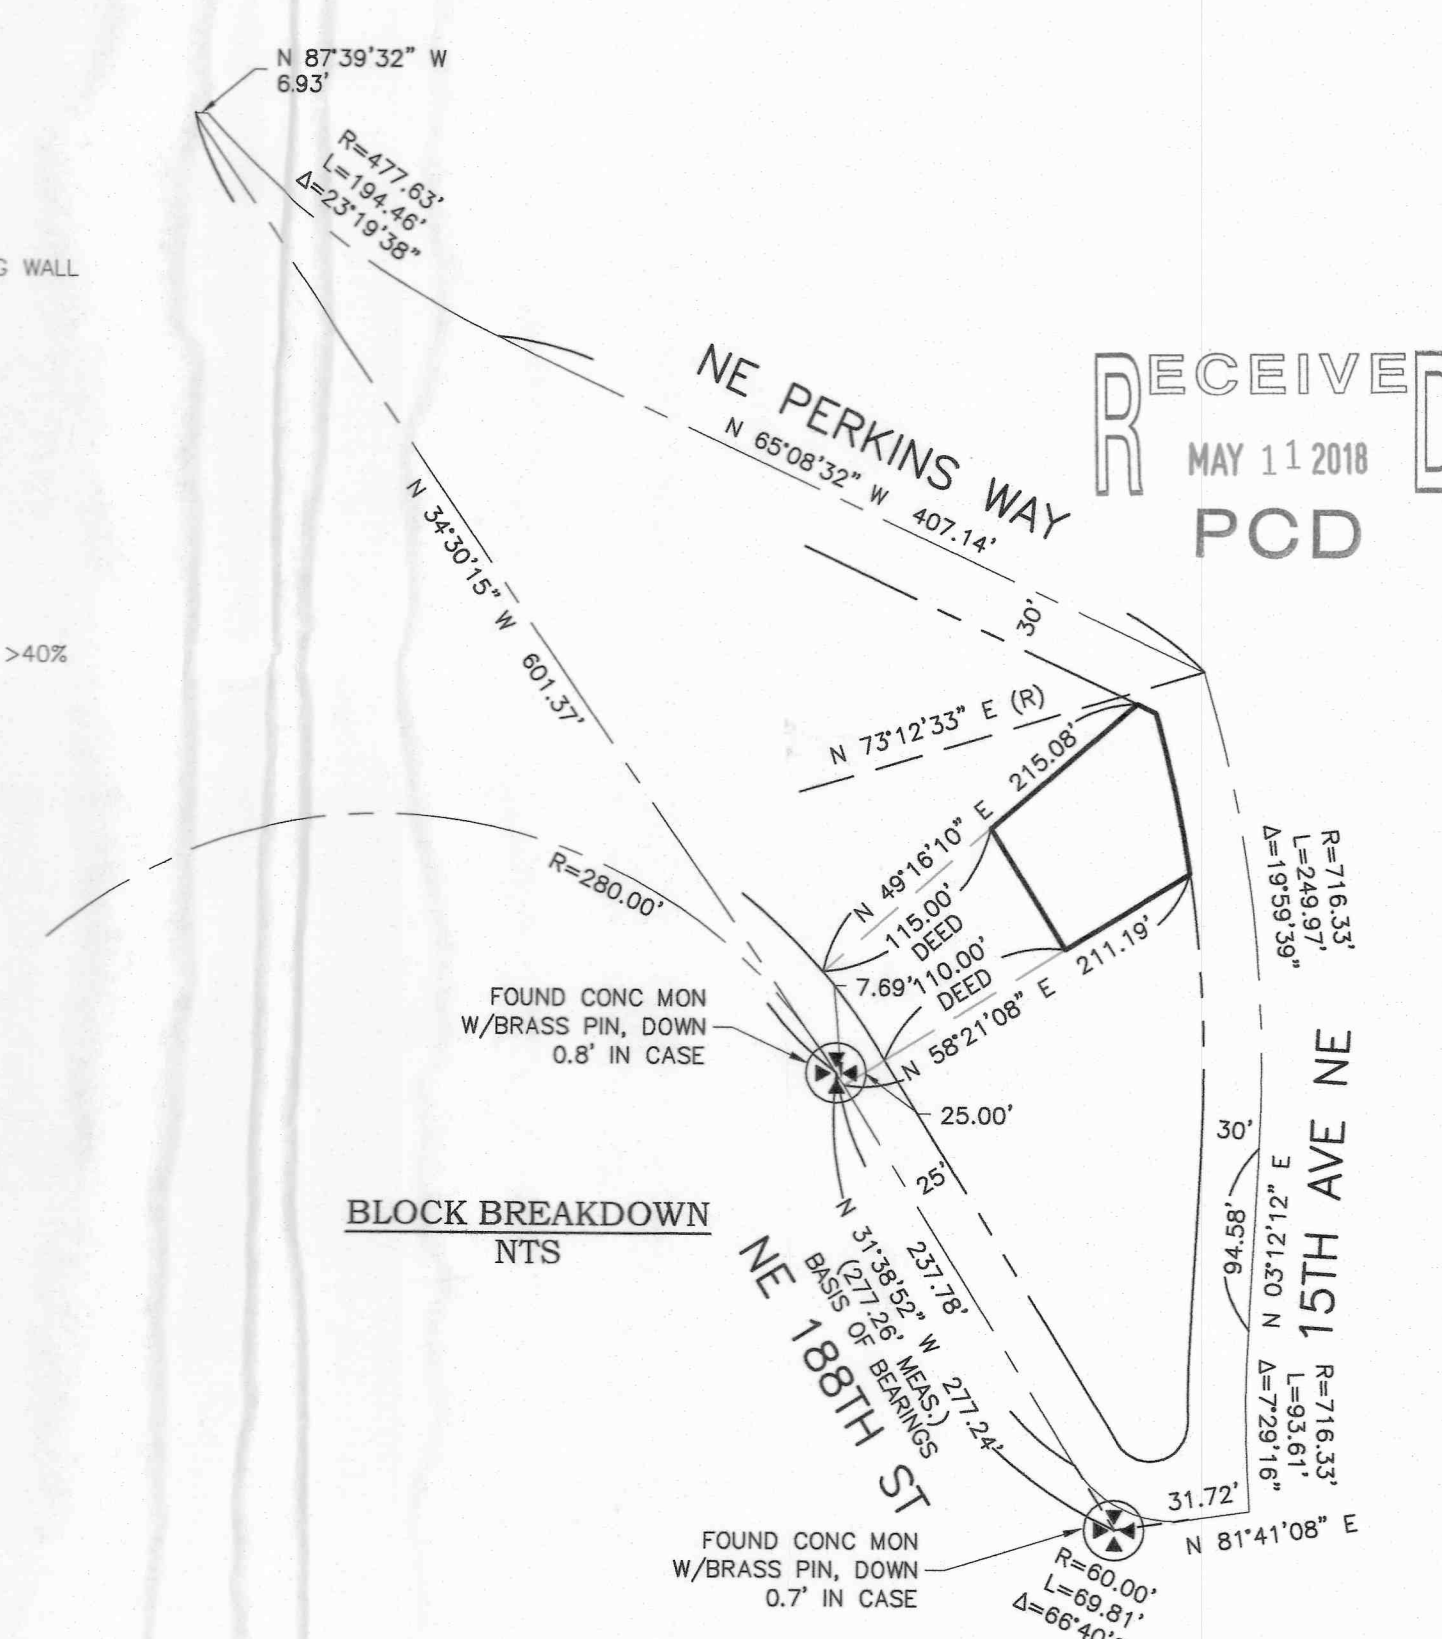 N 87°39'32" W
6.93'
R=477.63'
L=194.46'
Δ=23°19'38"
G WALL
NE PERKINS WAY
N 65°08'32" W 407.14'
RECEIVED
MAY 11 2018
PCD
N 34°30'15" W 601.37'
30'
>40%
N 73°12'33" E (R)
N 49°16'10" E 215.08'
R=716.33'
L=249.97'
Δ=19°59'39"
R=280.00'
115.00'
DEED
110.00'
DEED
211.19'
7.69'
N 58°21'08" E
FOUND CONC MON
W/BRASS PIN, DOWN
0.8' IN CASE
25.00'
30'
25'
15TH AVE NE
N 03°12'12" E
94.58'
BLOCK BREAKDOWN
NTS
237.78'
N 31°38'52" W 277.24'
(277.26' MEAS.)
BASIS OF BEARINGS
NE 188TH ST
R=716.33'
L=93.61'
Δ=7°29'16"
31.72'
N 81°41'08" E
FOUND CONC MON
W/BRASS PIN, DOWN
0.7' IN CASE
R=60.00'
L=69.81'
Δ=66°40'